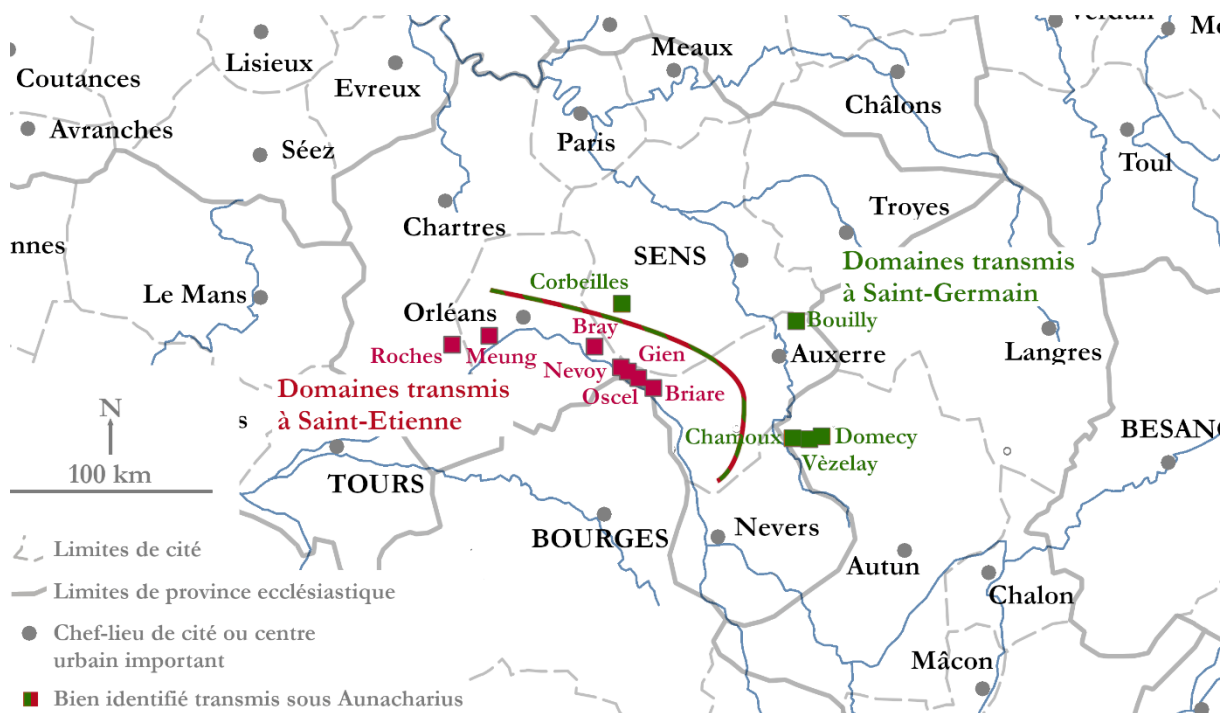 Verdun
Coutances
Lisieux
Evreux
Meaux
Châlons
Avranches
Séez
Paris
Toul
Chartres
Troyes
nnes
SENS
Domaines transmis
à Saint-Germain
Le Mans
Corbeilles
Orléans
Bouilly
Bray
Auxerre
Langres
Roches
Meung
Gien
Nevoy
Oscel
Briare
Domaines transmis
à Saint-Etienne
N
s
Chamoux
Domecy
Vèzelay
BESANÇ
100 km
TOURS
BOURGES
Nevers
Autun
Chalon
Mâcon
Limites de cité
Limites de province ecclésiastique
Chef-lieu de cité ou centre
urbain important
Bien identifié transmis sous Aunacharius